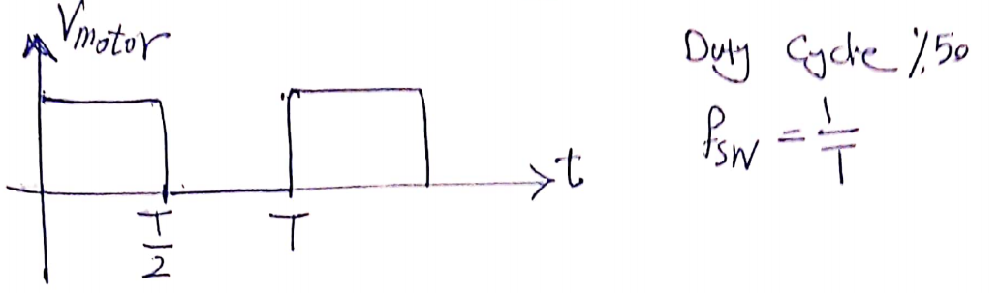 Vmotor
Duty Cycle %50
fsw = 1/T
t
T/2
T